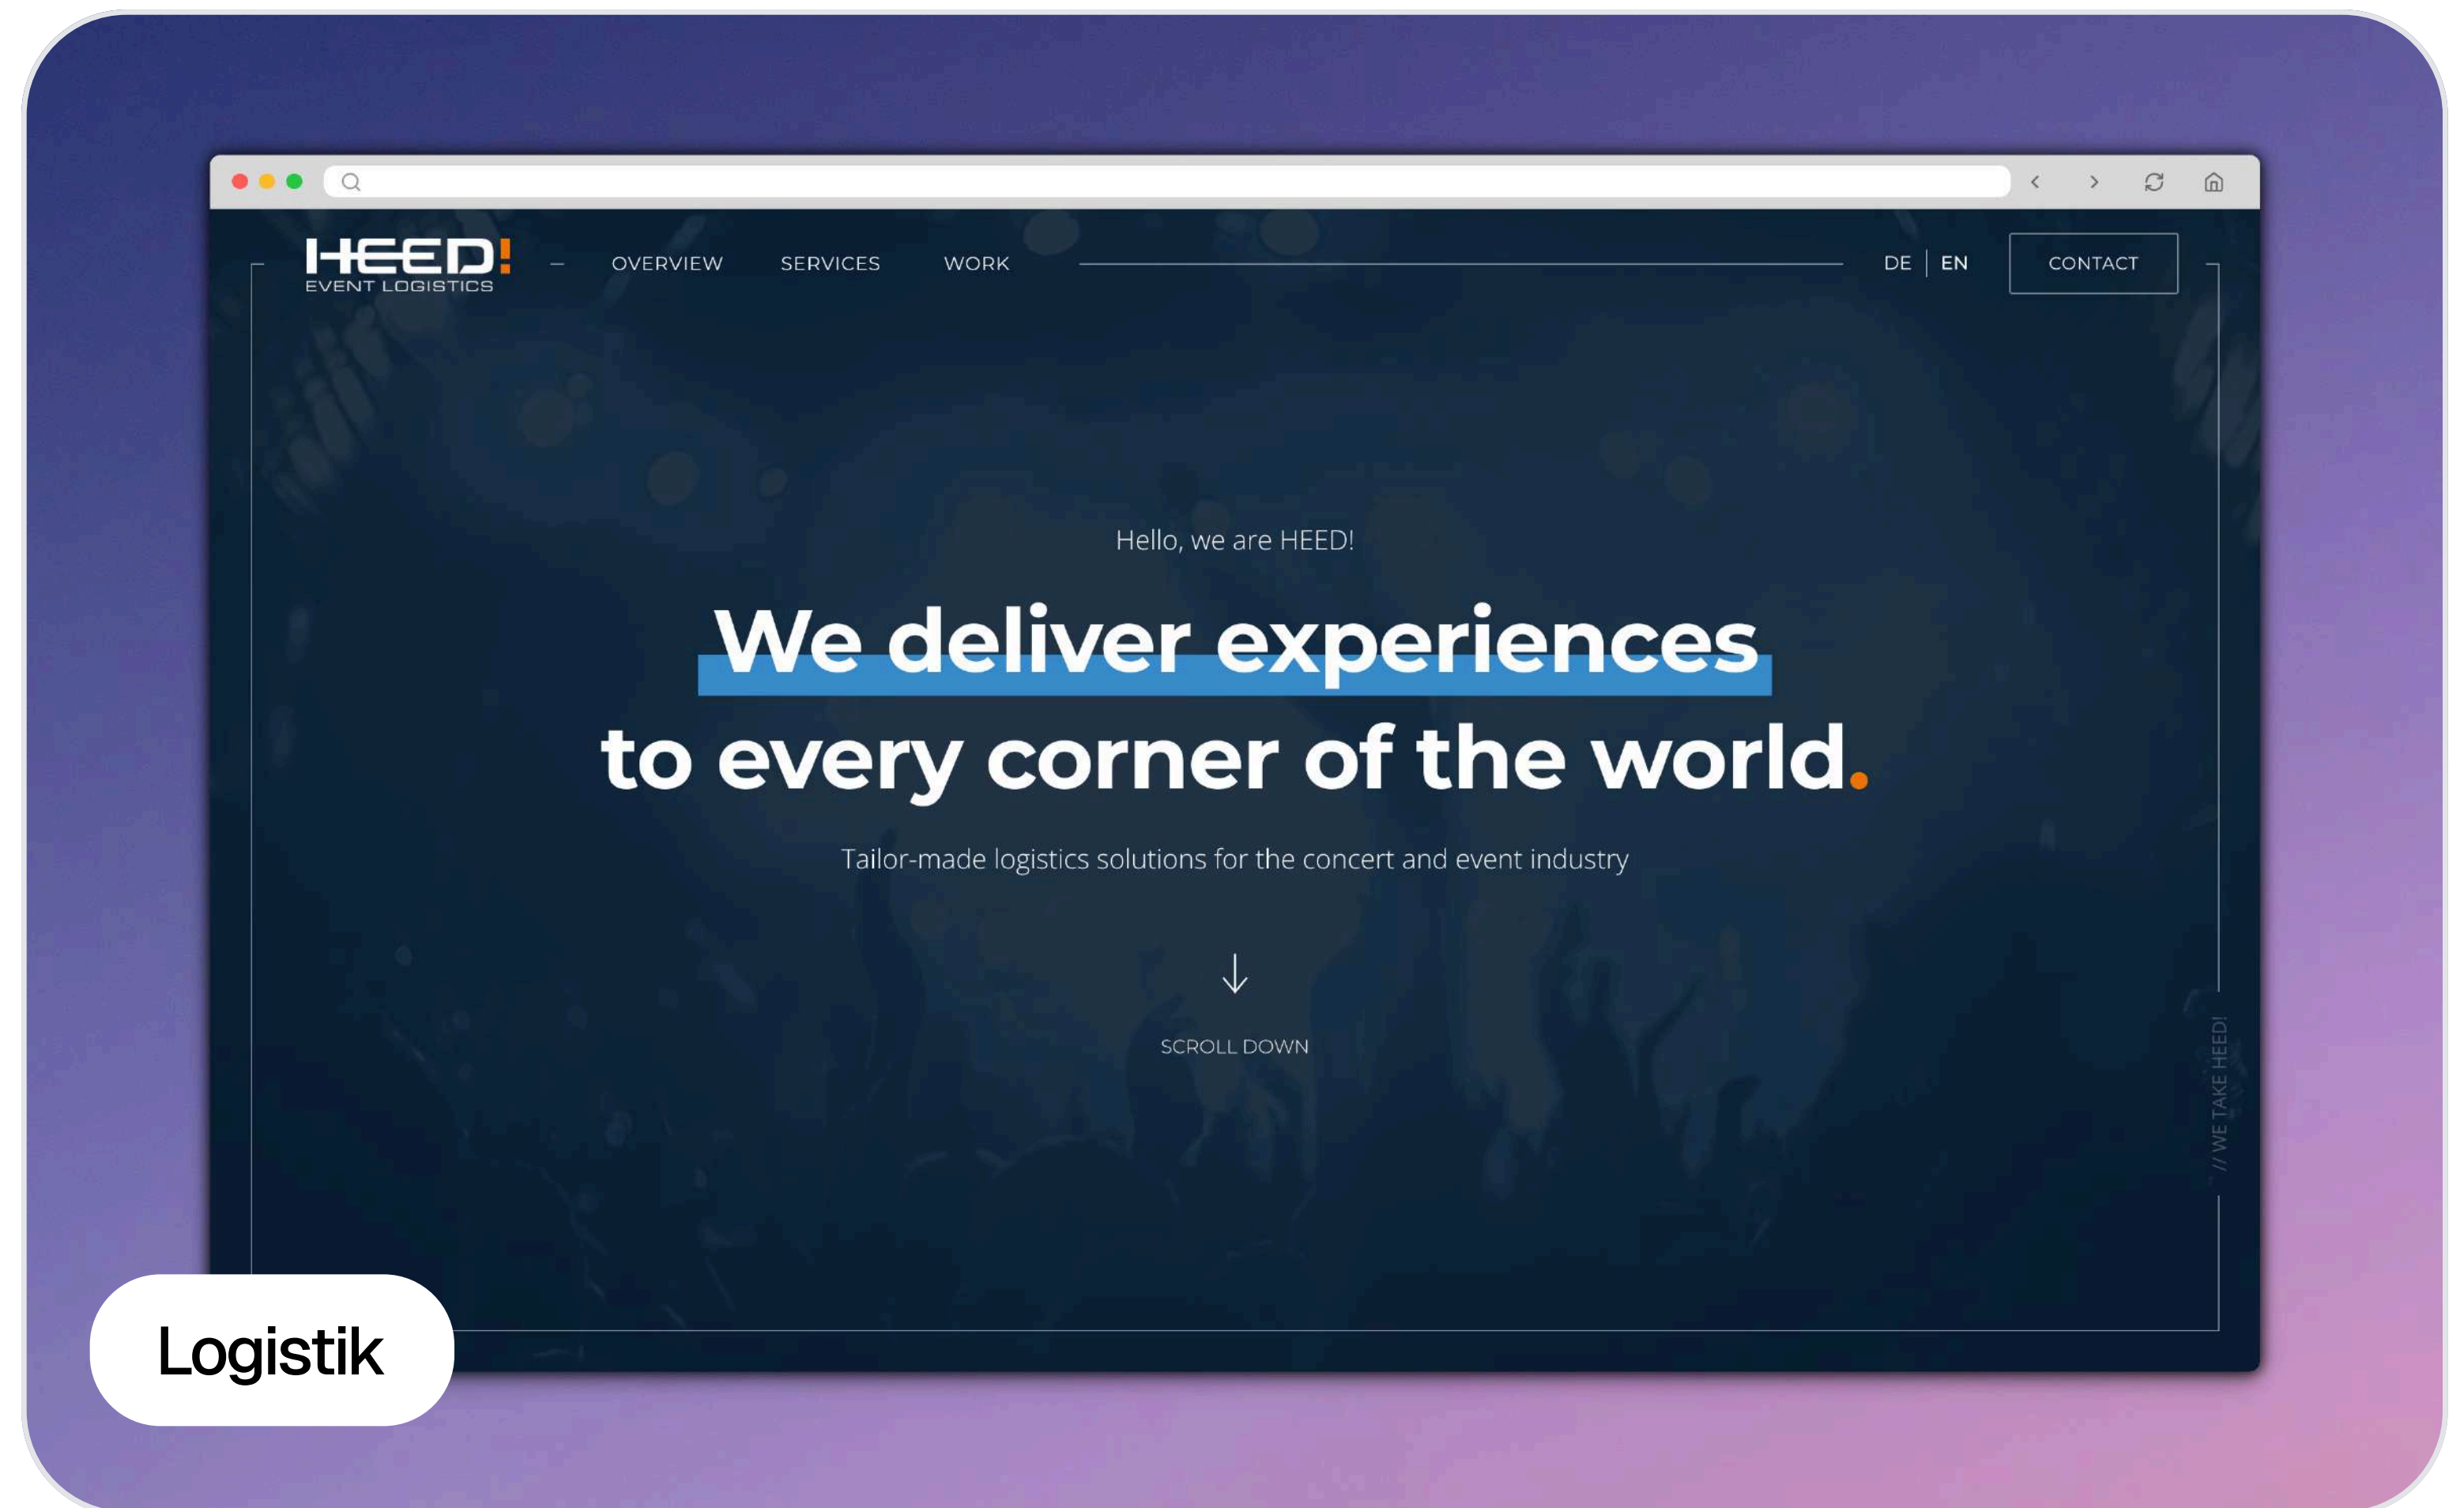 HEED!
EVENT LOGISTICS
OVERVIEW
SERVICES
WORK
DE | EN
CONTACT
Hello, we are HEED!
We deliver experiences
to every corner of the world.
Tailor-made logistics solutions for the concert and event industry
SCROLL DOWN
// WE TAKE HEED!
Logistik